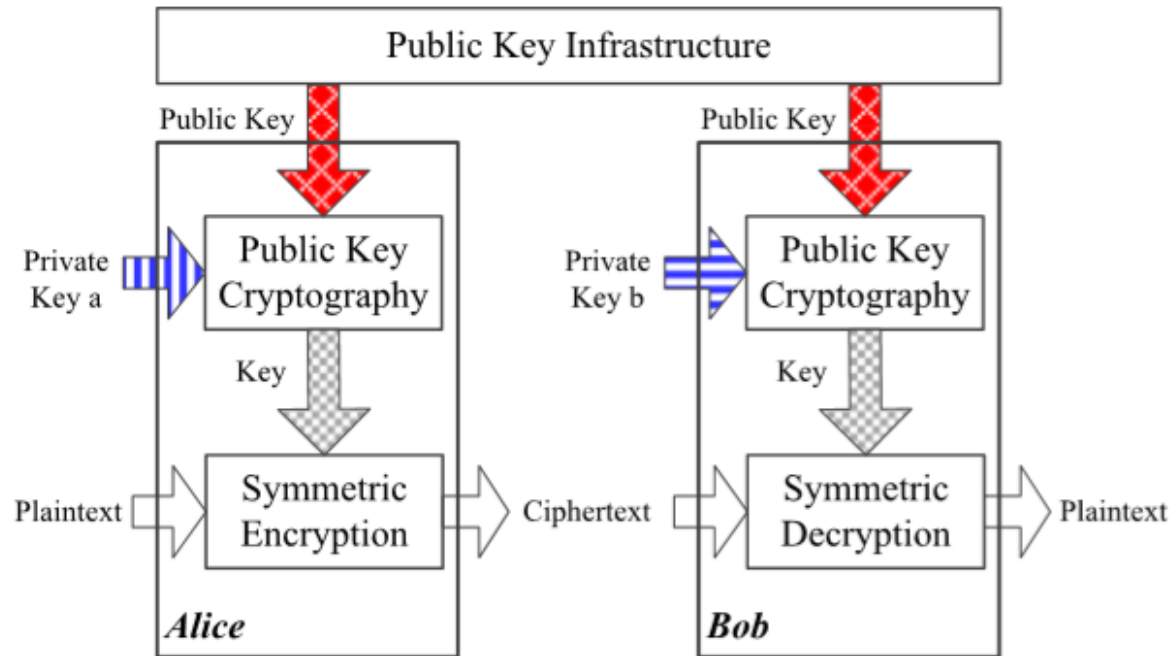 Public Key Infrastructure
Public Key
Public Key
Private
Key a
Public Key
Cryptography
Private
Key b
Public Key
Cryptography
Key
Key
Plaintext
Symmetric
Encryption
Ciphertext
Symmetric
Decryption
Plaintext
Alice
Bob